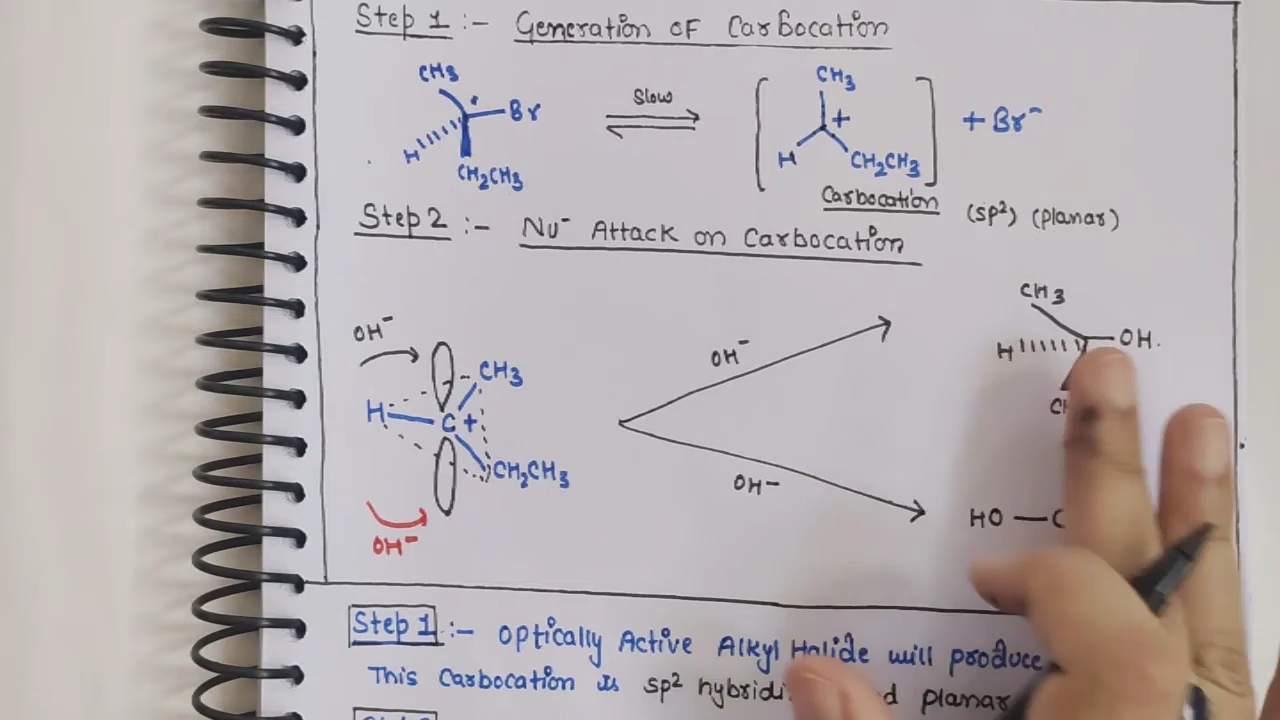 Step 1 :- Generation of Carbocation
CH3
Br
H
CH2CH3
Slow
CH3
+
H
CH2CH3
+ Br-
Carbocation (sp2) (planar)
Step 2 :- Nu- Attack on Carbocation
OH-
CH3
H
C +
CH2CH3
OH-
OH-
OH-
CH3
H
OH.
HO
Step 1 :- Optically Active Alkyl Halide will produce
This Carbocation is sp2 planar